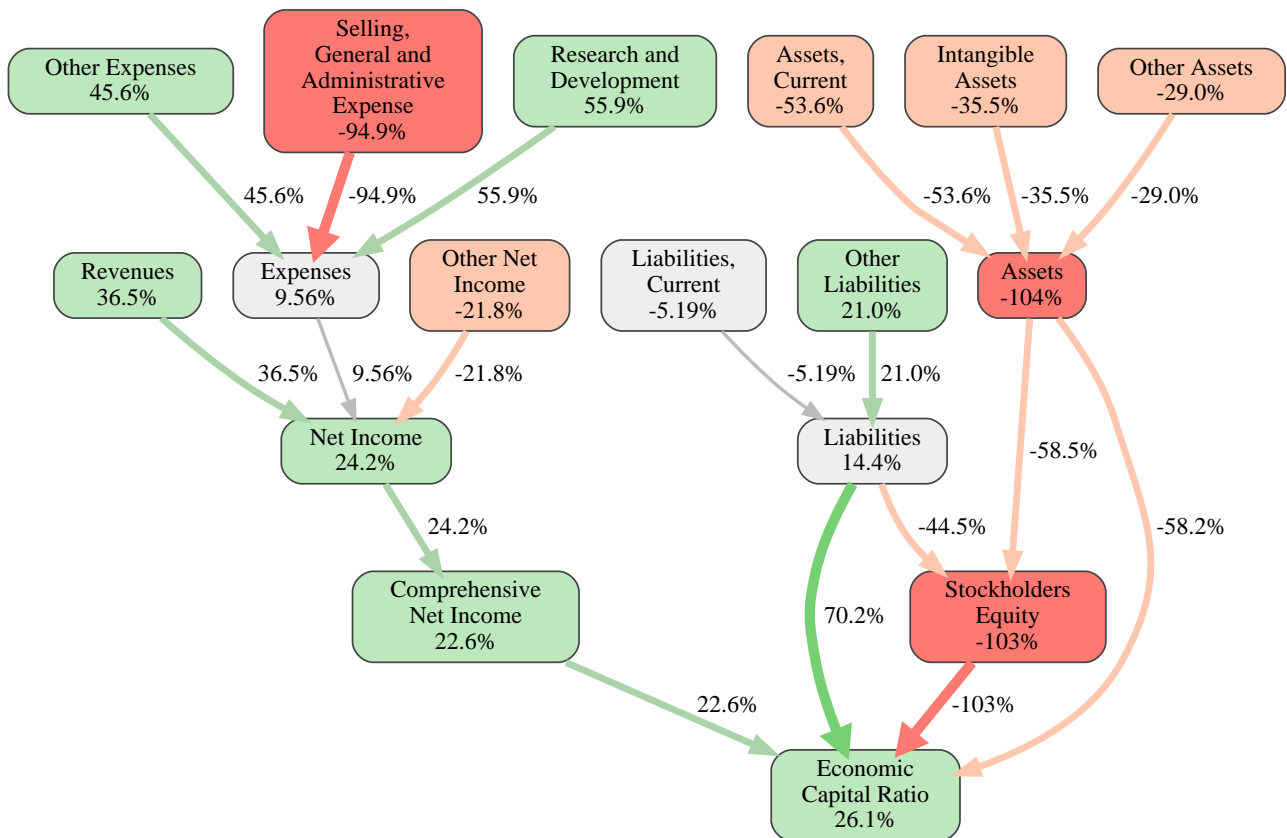 Selling,
General and
Administrative
Expense
-94.9%
Other Expenses
45.6%
Research and
Development
55.9%
Assets,
Current
-53.6%
Intangible
Assets
-35.5%
Other Assets
-29.0%
45.6%
-94.9%
55.9%
-53.6%
-35.5%
-29.0%
Revenues
36.5%
Expenses
9.56%
Other Net
Income
-21.8%
Liabilities,
Current
-5.19%
Other
Liabilities
21.0%
Assets
-104%
36.5%
9.56%
-21.8%
-5.19%
21.0%
Net Income
24.2%
Liabilities
14.4%
-58.5%
24.2%
-44.5%
-58.2%
Comprehensive
Net Income
22.6%
70.2%
Stockholders
Equity
-103%
22.6%
-103%
Economic
Capital Ratio
26.1%